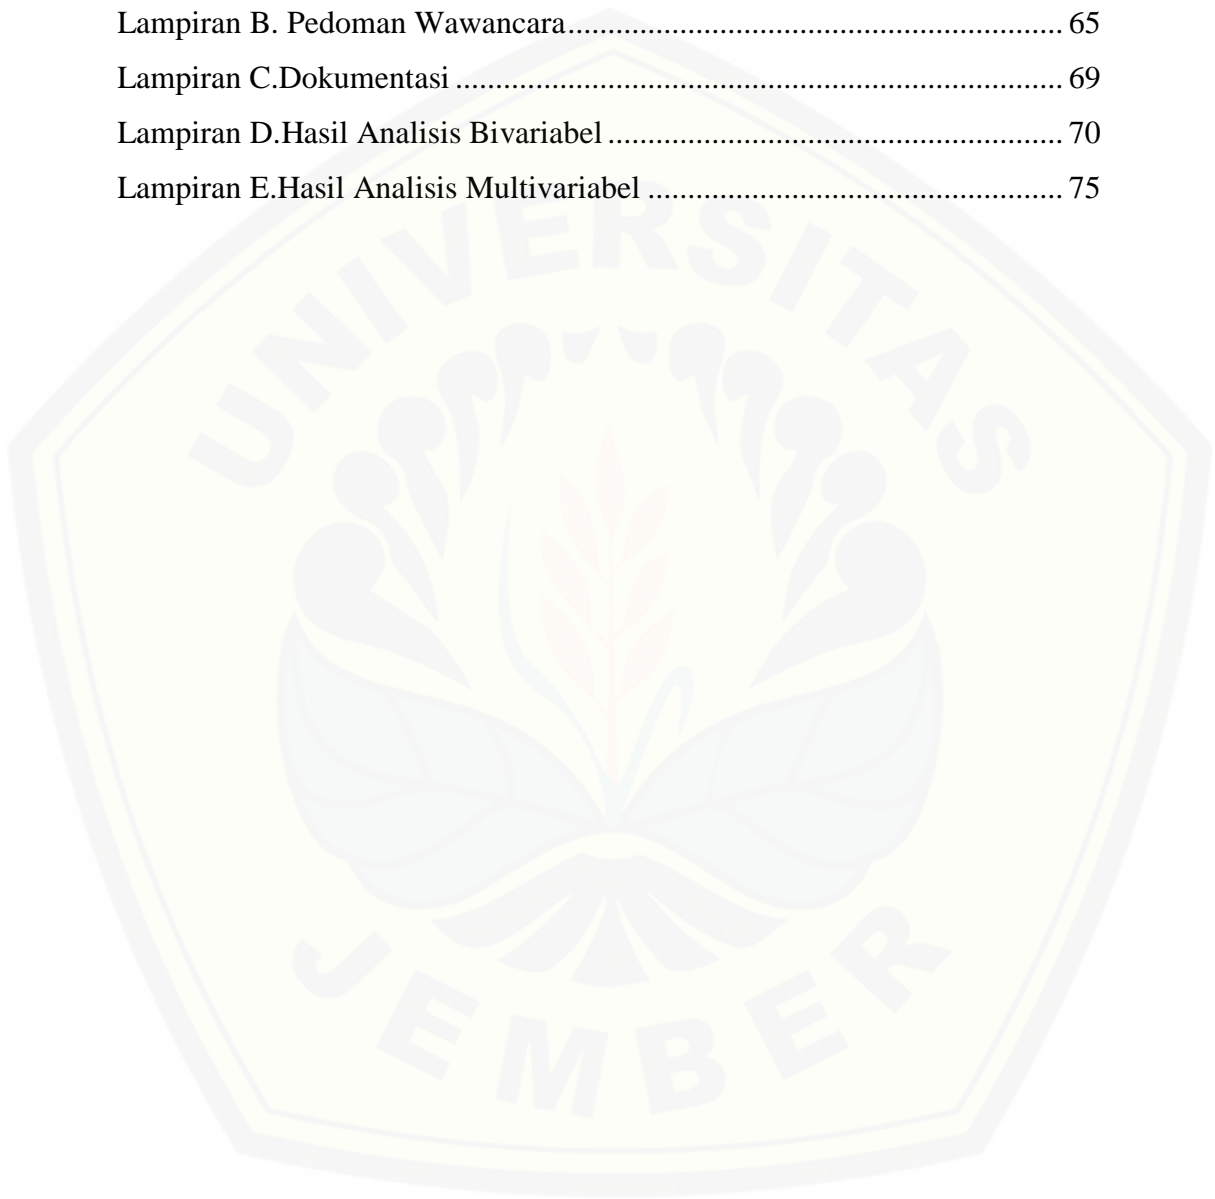 Lampiran B. Pedoman Wawancara.............................................................. 65
Lampiran C.Dokumentasi ............................................................................ 69
Lampiran D.Hasil Analisis Bivariabel ......................................................... 70
Lampiran E.Hasil Analisis Multivariabel .................................................... 75
UNIVERSITAS
JEMBER